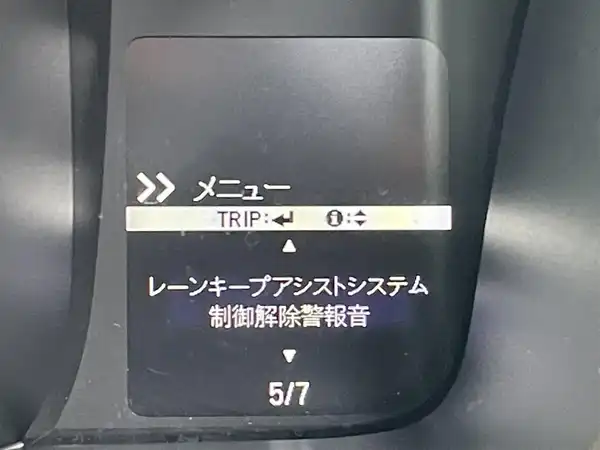 >> メニュー
TRIP:↵ i:▲▼
▲
レーンキープアシストシステム
制御解除警報音
▼
5/7